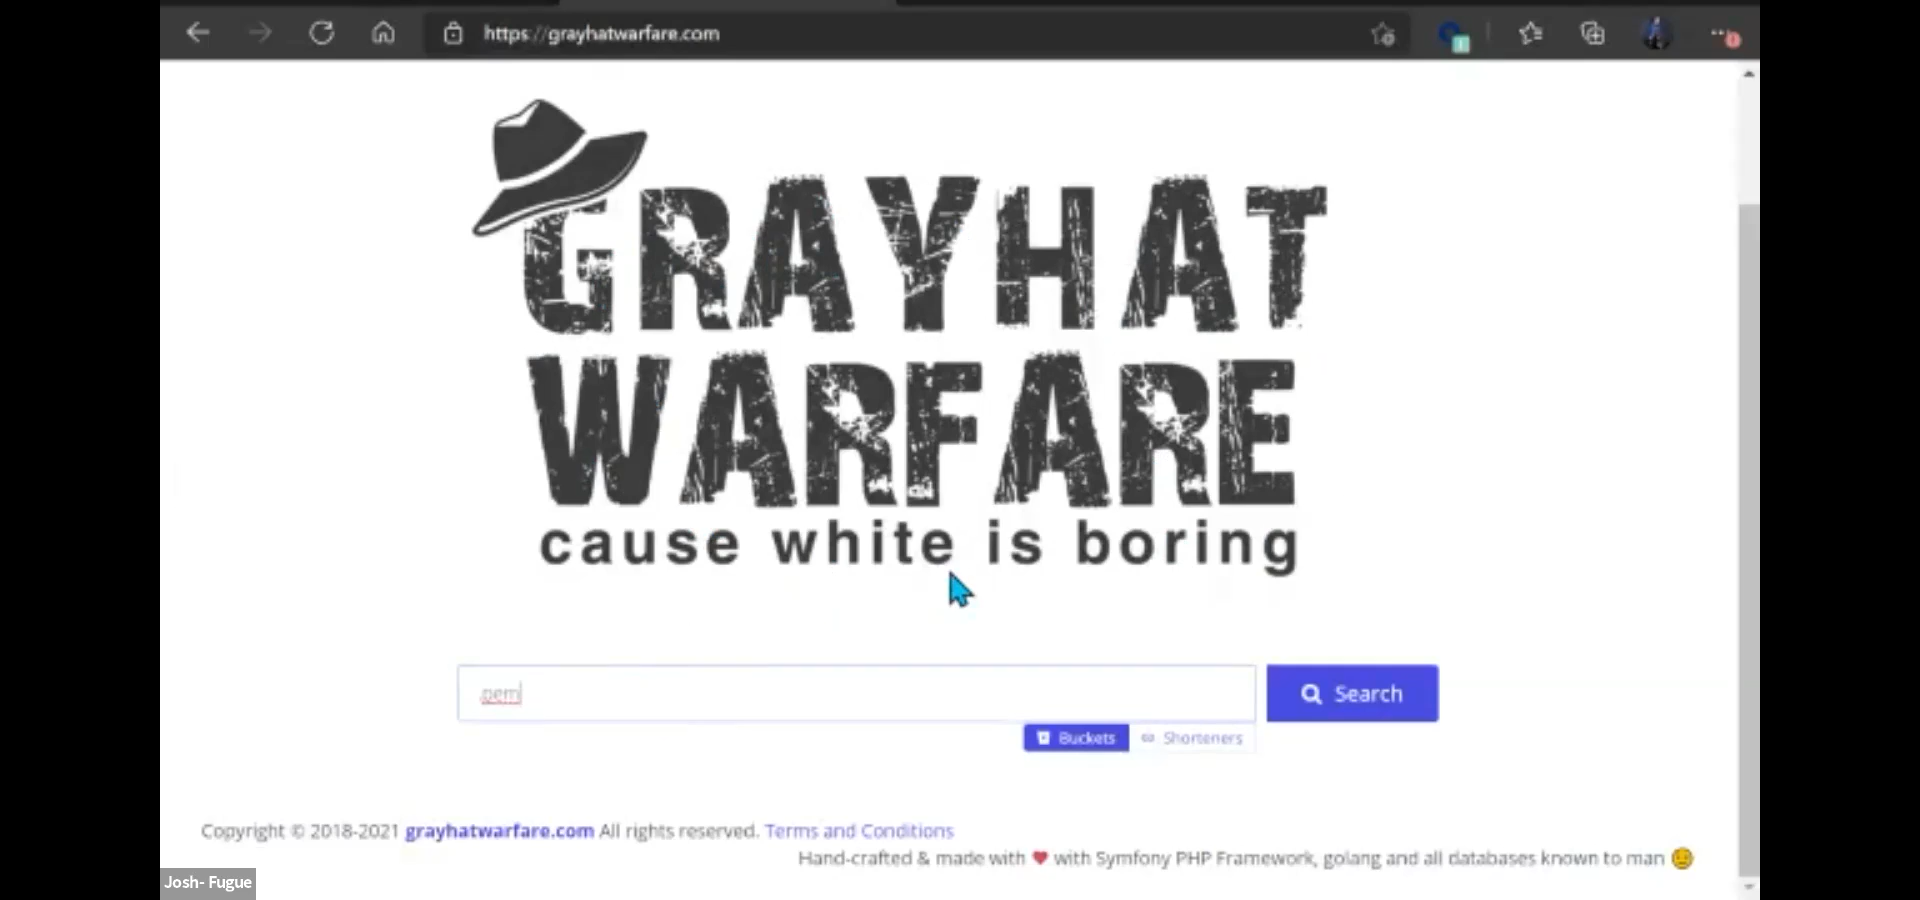 https://grayhatwarfare.com
GRAYHAT
WARFARE
cause white is boring
.pem
Search
Buckets
Shorteners
Copyright © 2018-2021 grayhatwarfare.com All rights reserved. Terms and Conditions
Hand-crafted & made with ❤ with Symfony PHP Framework, golang and all databases known to man 😐
Josh- Fugue